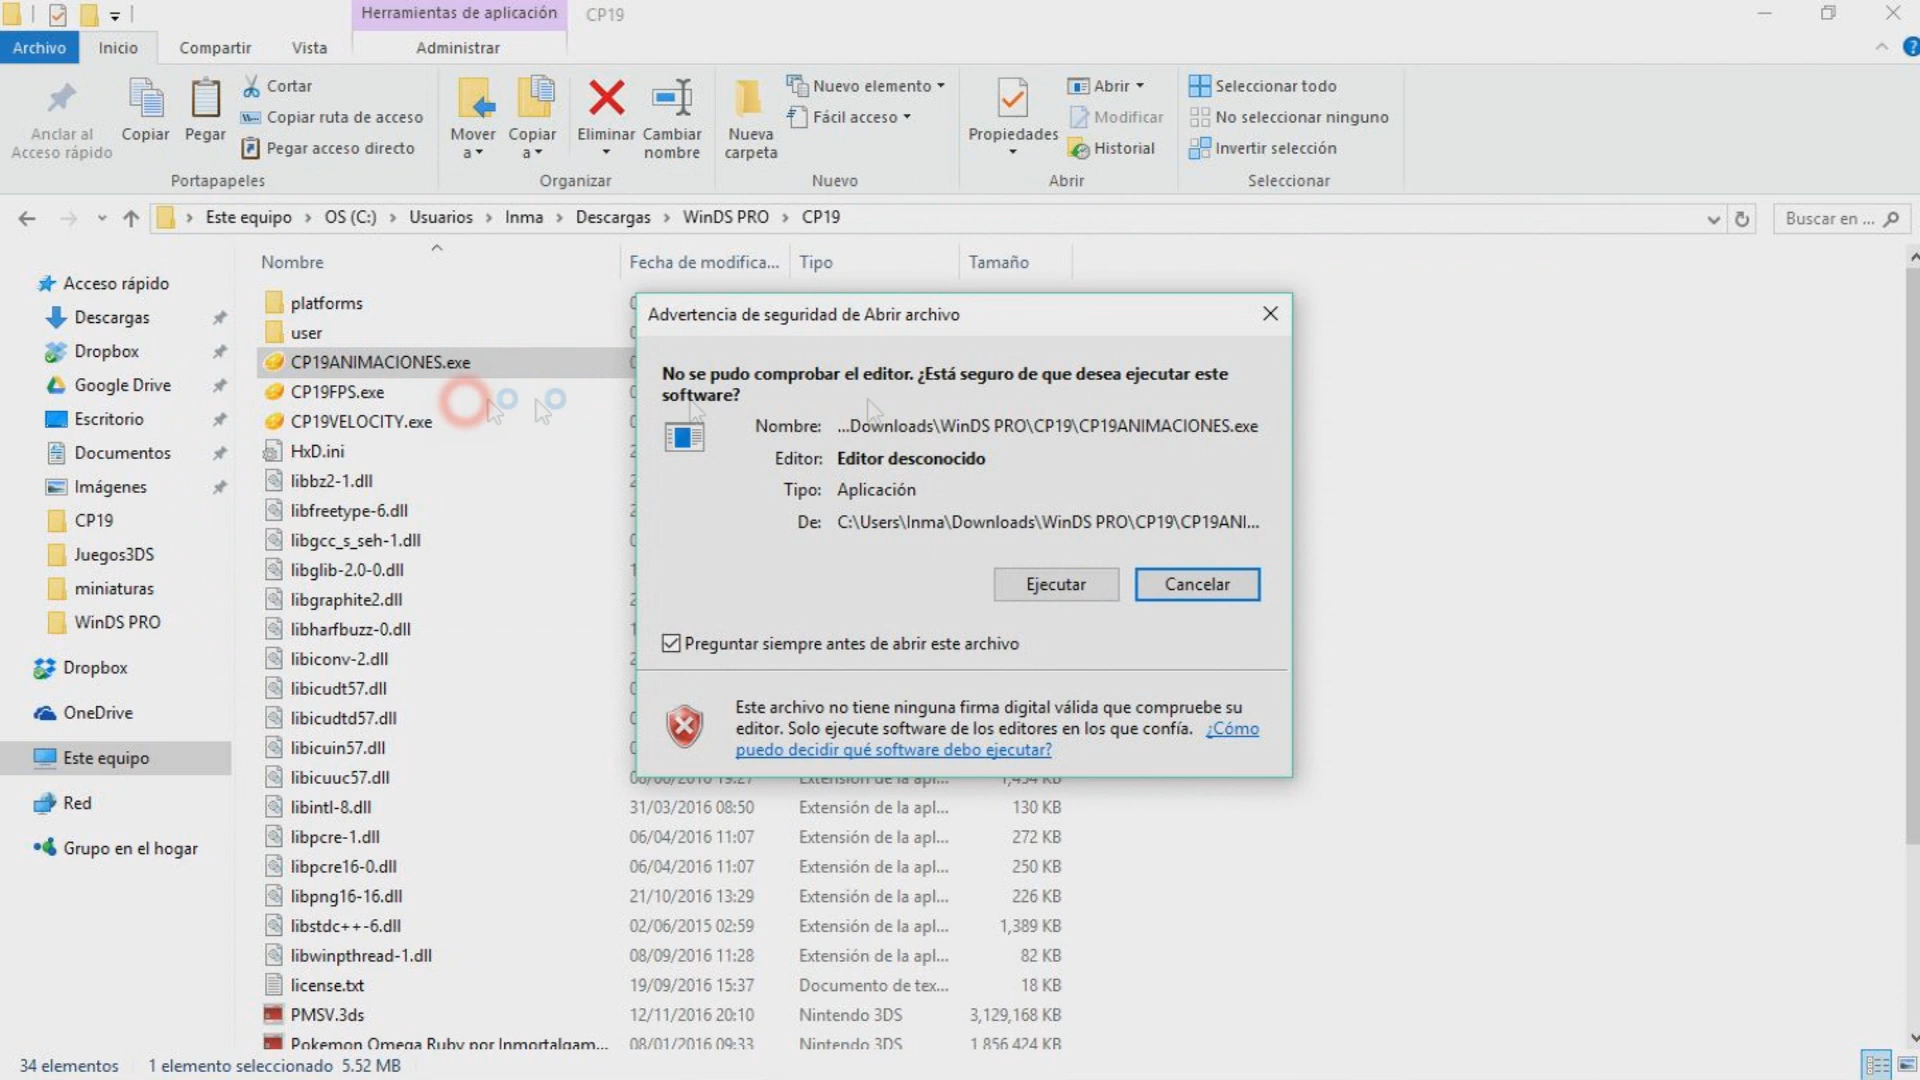 Herramientas de aplicación CP19
Archivo Inicio Compartir Vista Administrar
Anclar al Acceso rápido
Copiar
Pegar
Cortar
Copiar ruta de acceso
Pegar acceso directo
Portapapeles
Mover a
Copiar a
Eliminar
Cambiar nombre
Organizar
Nueva carpeta
Nuevo elemento
Fácil acceso
Nuevo
Propiedades
Abrir
Modificar
Historial
Abrir
Seleccionar todo
No seleccionar ninguno
Invertir selección
Seleccionar
Este equipo › OS (C:) › Usuarios › Inma › Descargas › WinDS PRO › CP19
Buscar en ...
Acceso rápido
Descargas
Dropbox
Google Drive
Escritorio
Documentos
Imágenes
CP19
Juegos3DS
miniaturas
WinDS PRO
Dropbox
OneDrive
Este equipo
Red
Grupo en el hogar
Nombre Fecha de modifica... Tipo Tamaño
platforms
user
CP19ANIMACIONES.exe
CP19FPS.exe
CP19VELOCITY.exe
HxD.ini
libbz2-1.dll
libfreetype-6.dll
libgcc_s_seh-1.dll
libglib-2.0-0.dll
libgraphite2.dll
libharfbuzz-0.dll
libiconv-2.dll
libicudt57.dll
libicudtd57.dll
libicuin57.dll
libicuuc57.dll
libintl-8.dll 31/03/2016 08:50 Extensión de la apl... 130 KB
libpcre-1.dll 06/04/2016 11:07 Extensión de la apl... 272 KB
libpcre16-0.dll 06/04/2016 11:07 Extensión de la apl... 250 KB
libpng16-16.dll 21/10/2016 13:29 Extensión de la apl... 226 KB
libstdc++-6.dll 02/06/2015 02:59 Extensión de la apl... 1,389 KB
libwinpthread-1.dll 08/09/2016 11:28 Extensión de la apl... 82 KB
license.txt 19/09/2016 15:37 Documento de tex... 18 KB
PMSV.3ds 12/11/2016 20:10 Nintendo 3DS 3,129,168 KB
Pokemon Omega Ruby por Inmortalgam... 08/01/2016 09:33 Nintendo 3DS 1,856,424 KB
Advertencia de seguridad de Abrir archivo
No se pudo comprobar el editor. ¿Está seguro de que desea ejecutar este
software?
Nombre: ...Downloads\WinDS PRO\CP19\CP19ANIMACIONES.exe
Editor: Editor desconocido
Tipo: Aplicación
De: C:\Users\Inma\Downloads\WinDS PRO\CP19\CP19ANI...
Ejecutar Cancelar
Preguntar siempre antes de abrir este archivo
Este archivo no tiene ninguna firma digital válida que compruebe su
editor. Solo ejecute software de los editores en los que confía. ¿Cómo
puedo decidir qué software debo ejecutar?
34 elementos 1 elemento seleccionado 5.52 MB